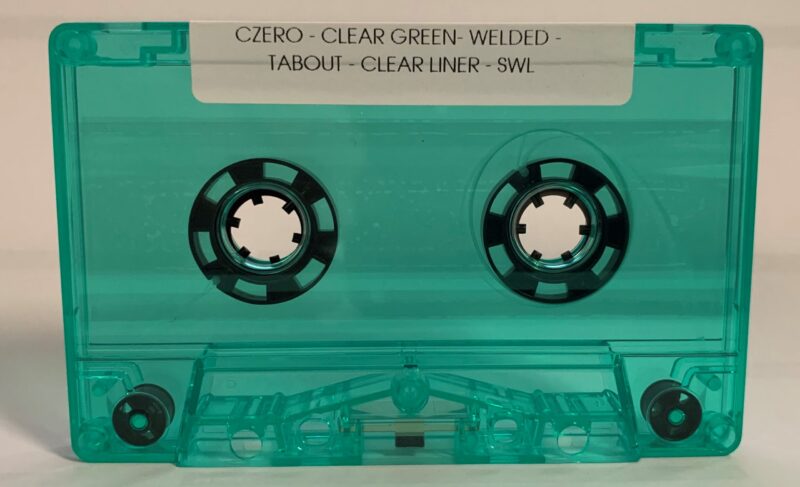 CZERO - CLEAR GREEN- WELDED -
TABOUT - CLEAR LINER - SWL